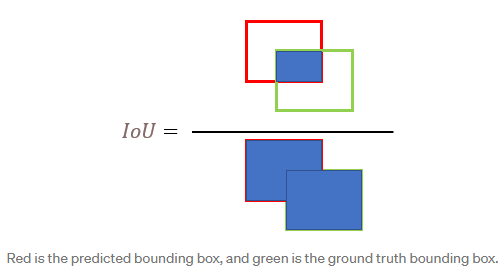 IoU =
Red is the predicted bounding box, and green is the ground truth bounding box.